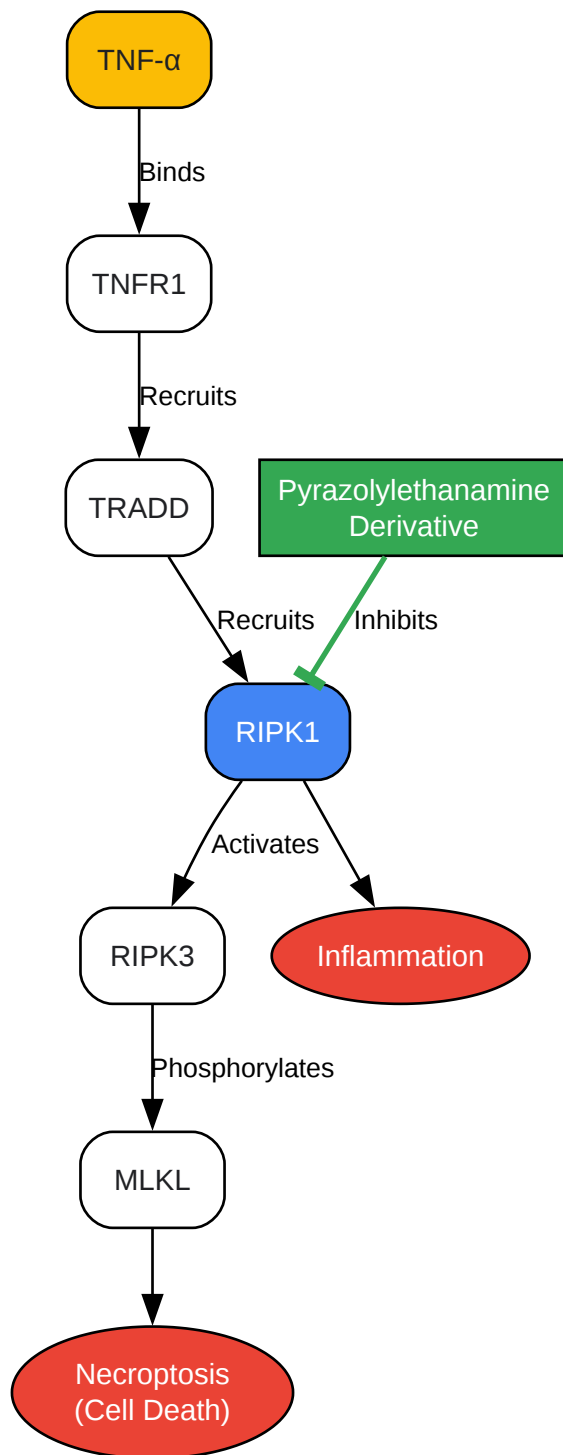 TNF-α
Binds
TNFR1
Recruits
TRADD
Pyrazolylethanamine
Derivative
Recruits
Inhibits
RIPK1
Activates
RIPK3
Inflammation
Phosphorylates
MLKL
Necroptosis
(Cell Death)